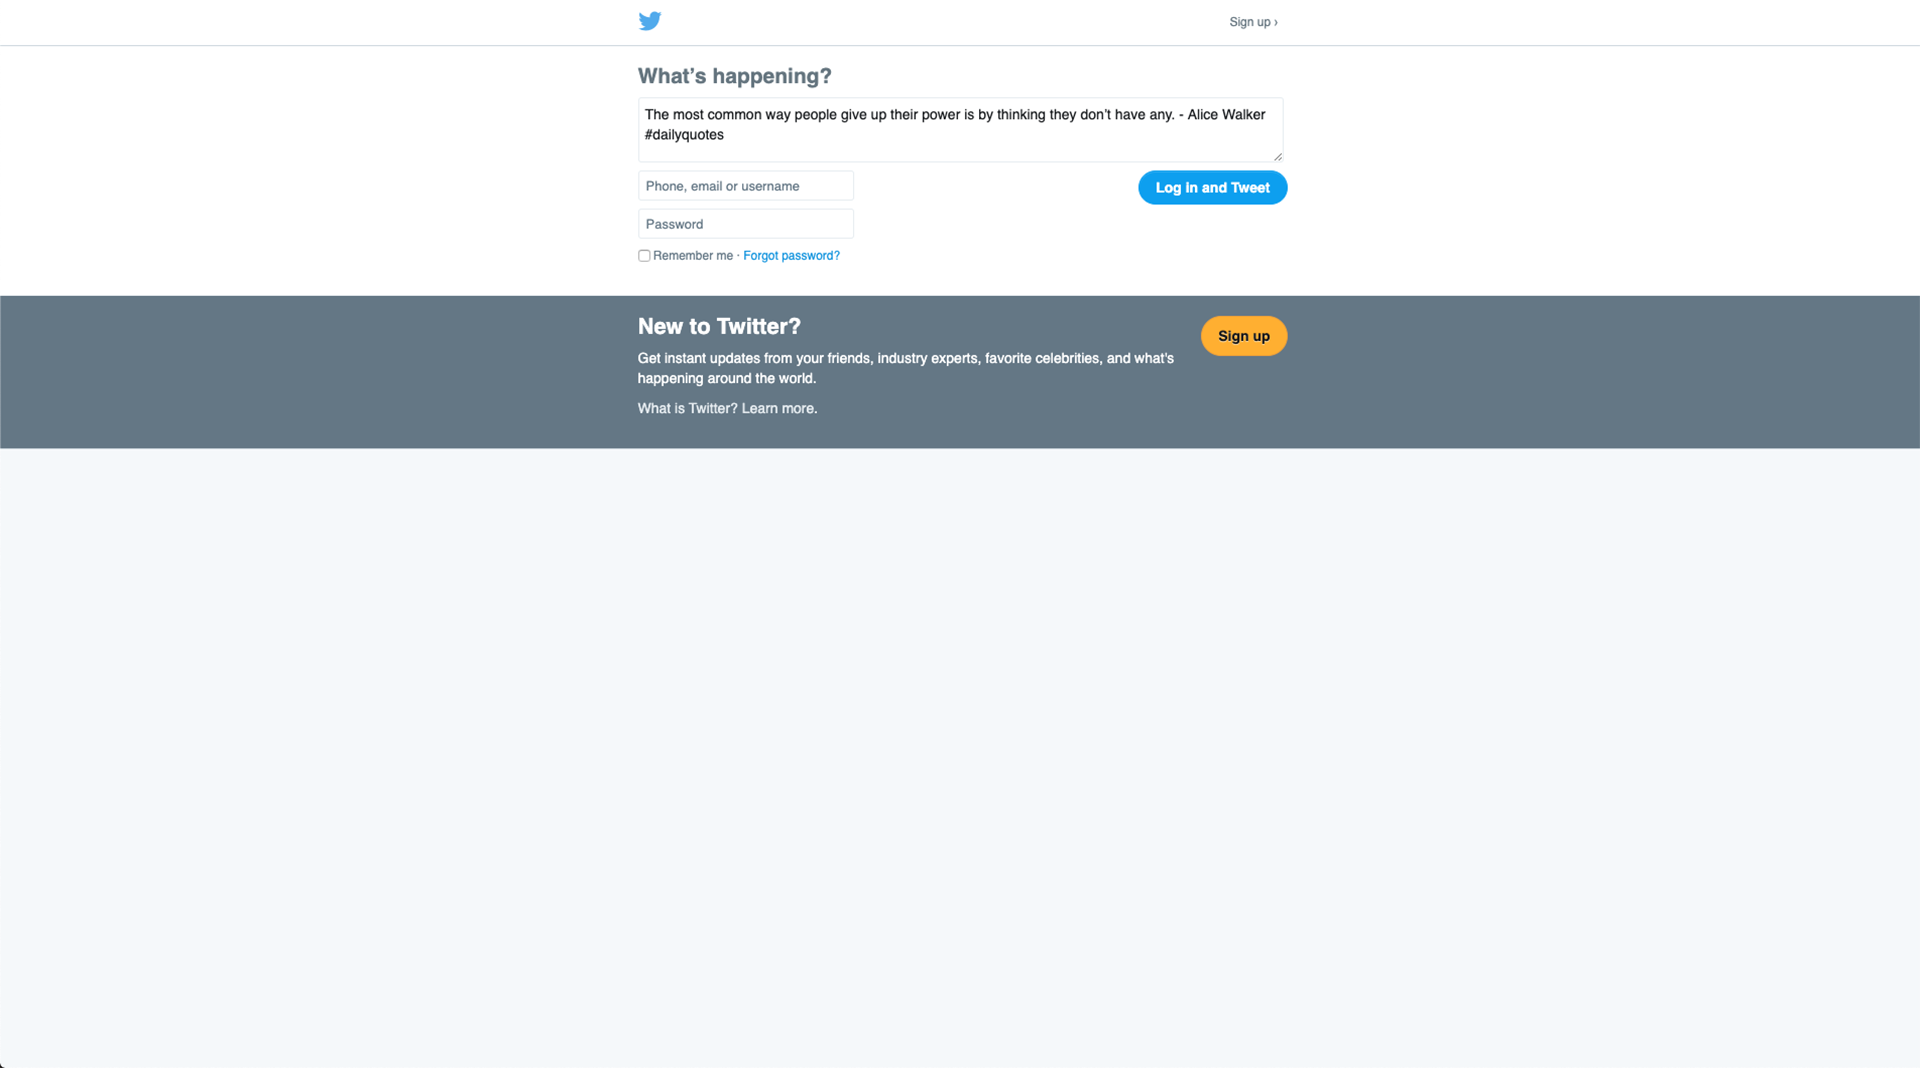 Sign up ›
What’s happening?
The most common way people give up their power is by thinking they don’t have any. - Alice Walker
#dailyquotes
Phone, email or username
Log in and Tweet
Password
Remember me · Forgot password?
New to Twitter?
Sign up
Get instant updates from your friends, industry experts, favorite celebrities, and what's
happening around the world.
What is Twitter? Learn more.